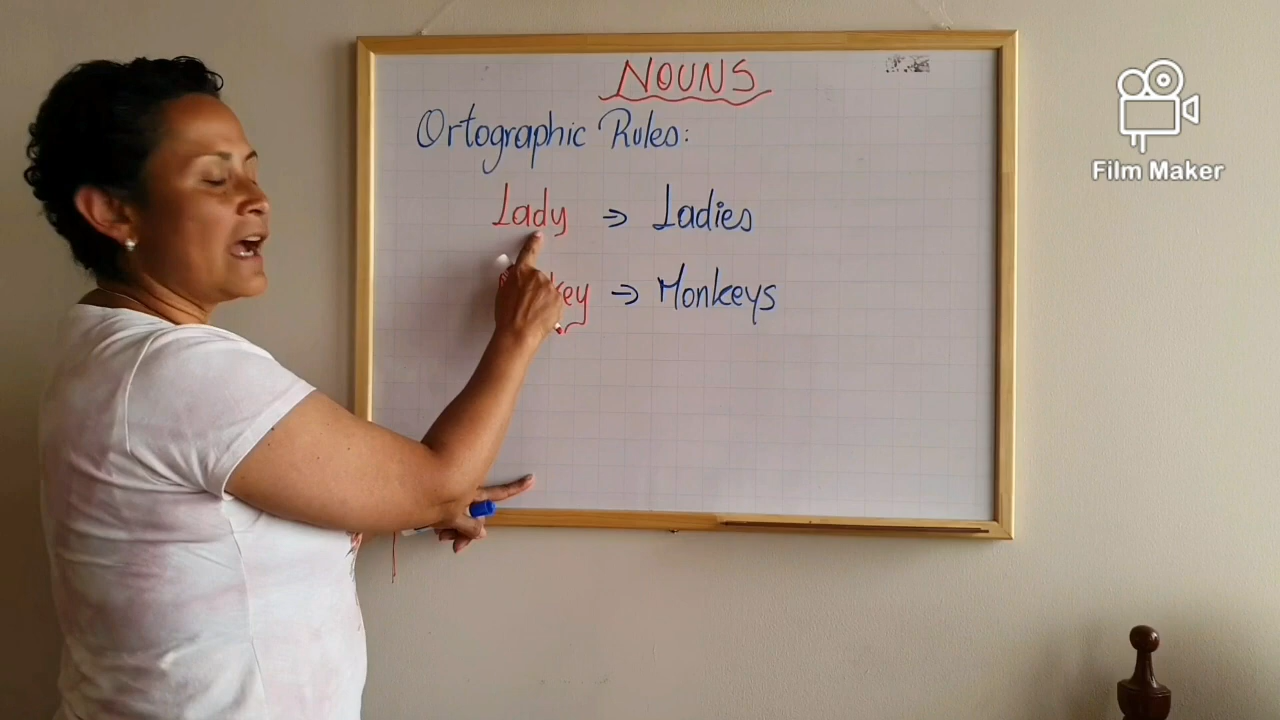 NOUNS
Ortographic Rules:
Lady → Ladies
→ Monkeys
Film Maker